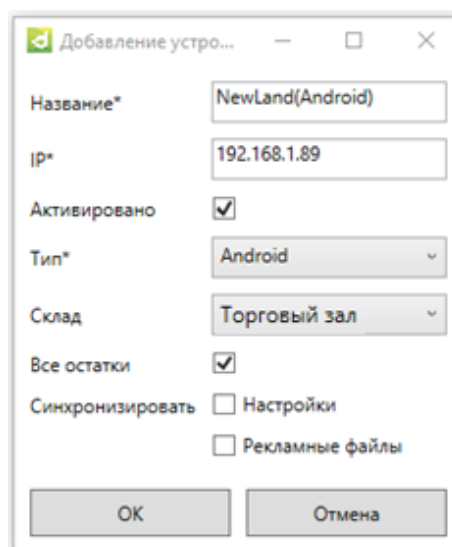 Добавление устро...
Название* NewLand(Android)
IP* 192.168.1.89
Активировано
Тип* Android
Склад Торговый зал
Все остатки
Синхронизировать Настройки
Рекламные файлы
ОК Отмена